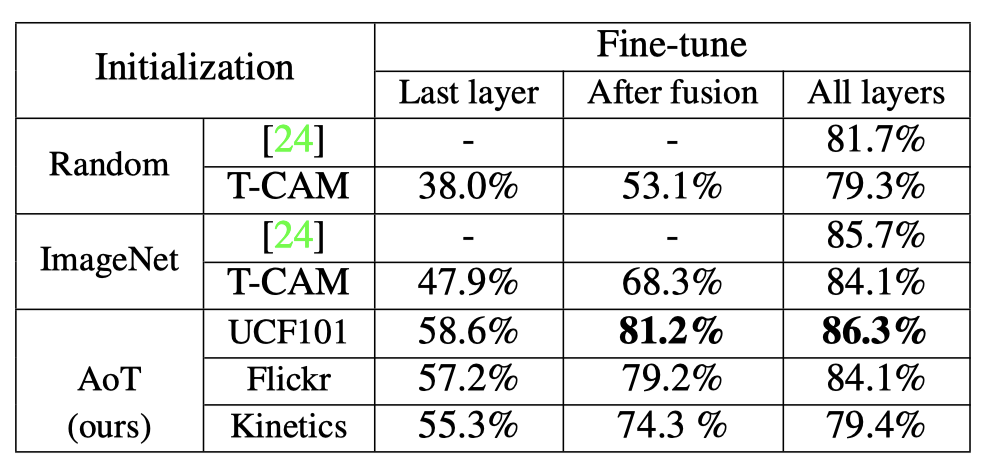 Initialization Fine-tune
Last layer After fusion All layers
Random [24] - - 81.7%
T-CAM 38.0% 53.1% 79.3%
ImageNet [24] - - 85.7%
T-CAM 47.9% 68.3% 84.1%
AoT (ours) UCF101 58.6% 81.2% 86.3%
Flickr 57.2% 79.2% 84.1%
Kinetics 55.3% 74.3 % 79.4%